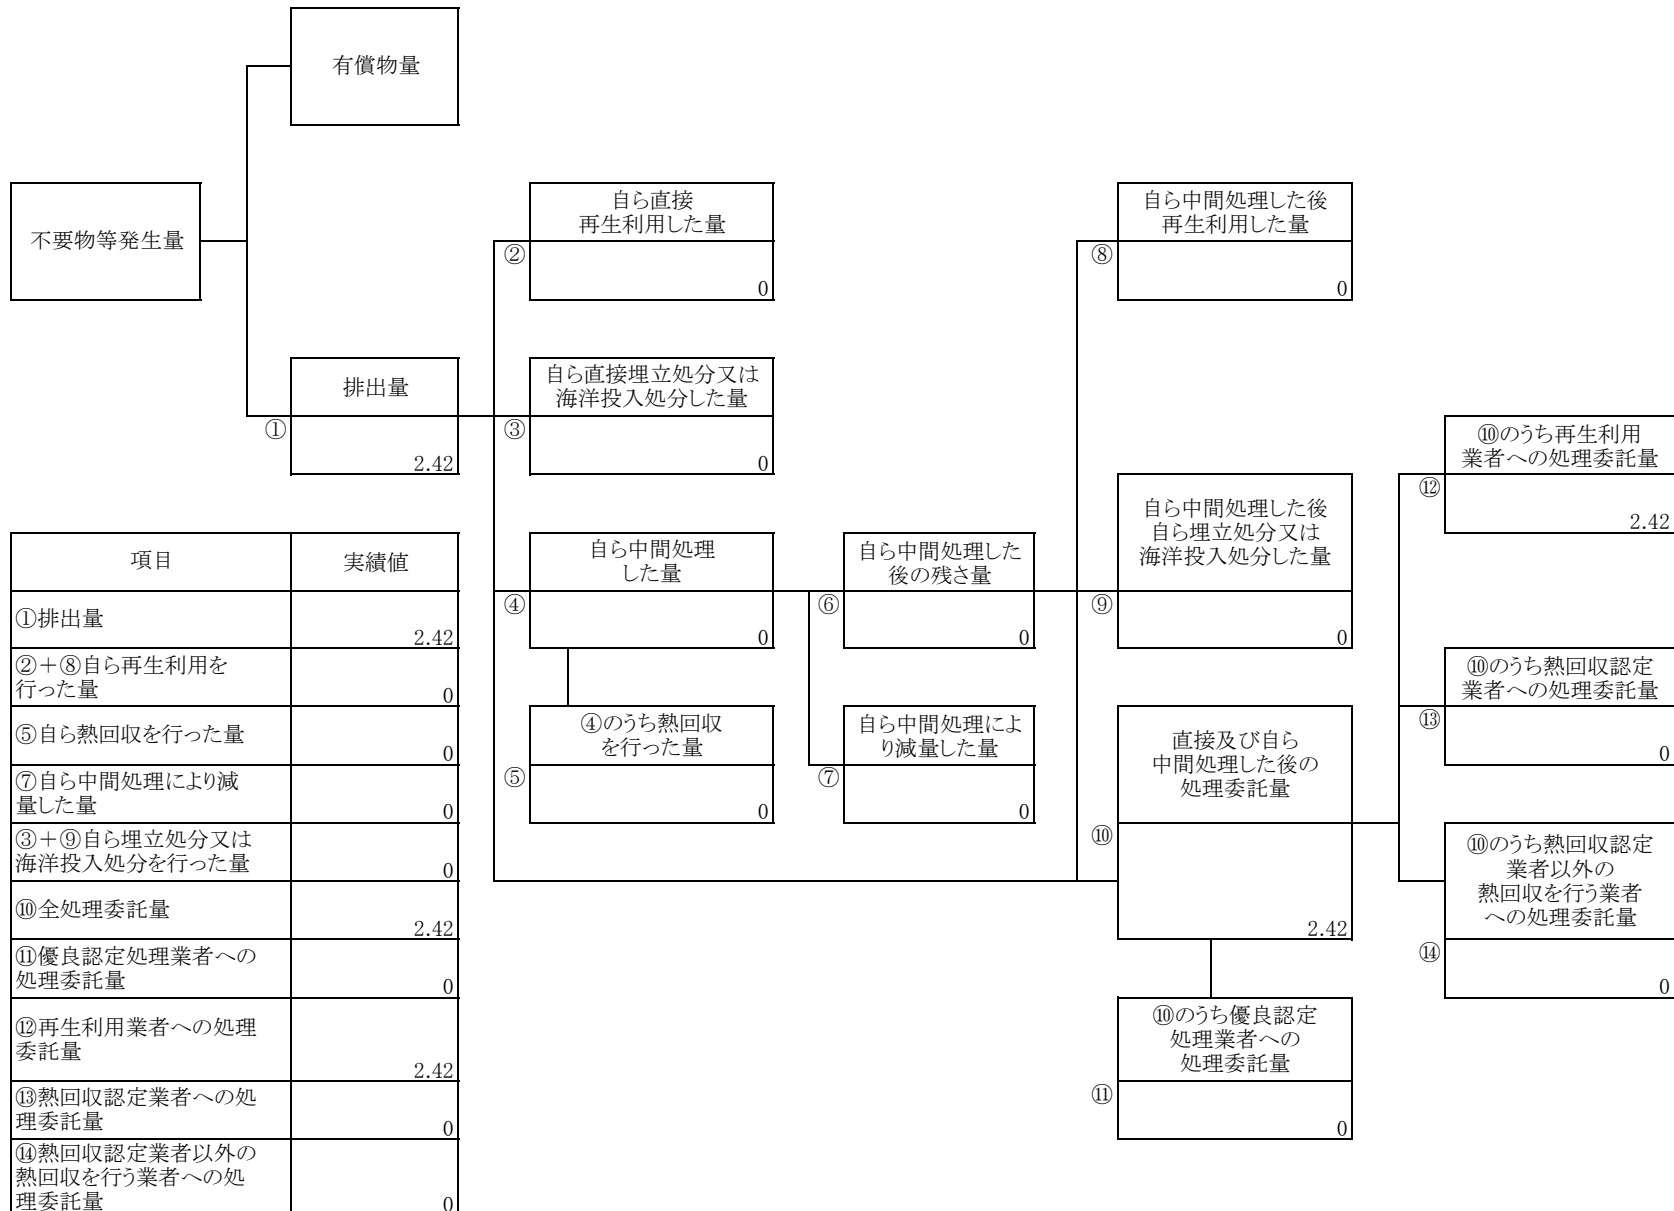 有償物量
不要物等発生量
自ら直接
再生利用した量
②
0
自ら中間処理した後
再生利用した量
⑧
0
排出量
①
2.42
自ら直接埋立処分又は
海洋投入処分した量
③
0
⑩のうち再生利用
業者への処理委託量
⑫
2.42
自ら中間処理
した量
④
0
自ら中間処理した
後の残さ量
⑥
0
自ら中間処理した後
自ら埋立処分又は
海洋投入処分した量
⑨
0
⑩のうち熱回収認定
業者への処理委託量
⑬
0
④のうち熱回収
を行った量
⑤
0
自ら中間処理によ
り減量した量
⑦
0
直接及び自ら
中間処理した後の
処理委託量
⑩
2.42
⑩のうち熱回収認定
業者以外の
熱回収を行う業者
への処理委託量
⑭
0
⑩のうち優良認定
処理業者への
処理委託量
⑪
0
項目 実績値
①排出量
2.42
②+⑧自ら再生利用を
行った量
0
⑤自ら熱回収を行った量
0
⑦自ら中間処理により減
量した量
0
③+⑨自ら埋立処分又は
海洋投入処分を行った量
0
⑩全処理委託量
2.42
⑪優良認定処理業者への
処理委託量
0
⑫再生利用業者への処理
委託量
2.42
⑬熱回収認定業者への処
理委託量
0
⑭熱回収認定業者以外の
熱回収を行う業者への処
理委託量
0